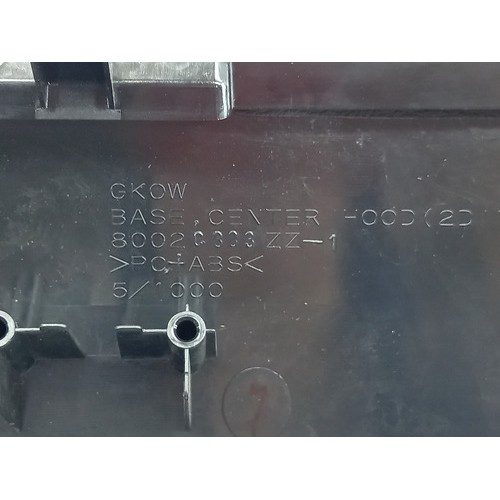 GKOW
BASE, CENTER HOOD(2D
>PC+ABS<
5/1000